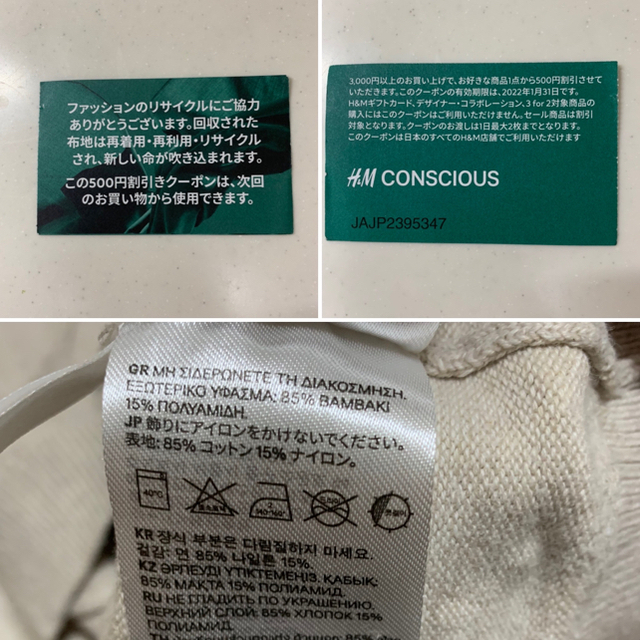 ファッションのリサイクルにご協力
ありがとうございます。回収された
布地は再着用・再利用・リサイクル
され、新しい命が吹き込まれます。
この500円割引きクーポンは、次回
のお買い物から使用できます。
3,000円以上のお買い上げで、お好きな商品1点から500円割引させて
いただきます。このクーポンの有効期限は、2022年1月31日です。
H&Mギフトカード、デザイナー・コラボレーション、3 for 2対象商品の
購入にはこのクーポンはご利用いただけません。セール商品は割引
対象となります。クーポンのお渡しは1日最大2枚までとなります。
このクーポンは日本のすべてのH&M店舗でご利用いただけます
H&M CONSCIOUS
JAJP2395347
GR ΜΗ ΣΙΔΕΡΩΝΕΤΕ ΤΗ ΔΙΑΚΟΣΜΗΣΗ.
ΕΞΩΤΕΡΙΚΟ ΥΦΑΣΜΑ: 85% ΒΑΜΒΑΚΙ
15% ΠΟΛΥΑΜΙΔΗ.
JP 飾りにアイロンをかけないでください。
表地: 85% コットン 15% ナイロン.
40°C
KR 장식 부분은 다림질하지 마세요.
겉감: 면 85% 나일론 15%.
KZ ӘРЛЕУДІ ҮТІКТЕМЕҢІЗ. ҚАБЫҚ:
85% МАКТА 15% ПОЛИАМИД.
RU НЕ ГЛАДИТЬ ПО УКРАШЕНИЮ.
ВЕРХНИЙ СЛОЙ: 85% ХЛОПОК 15%